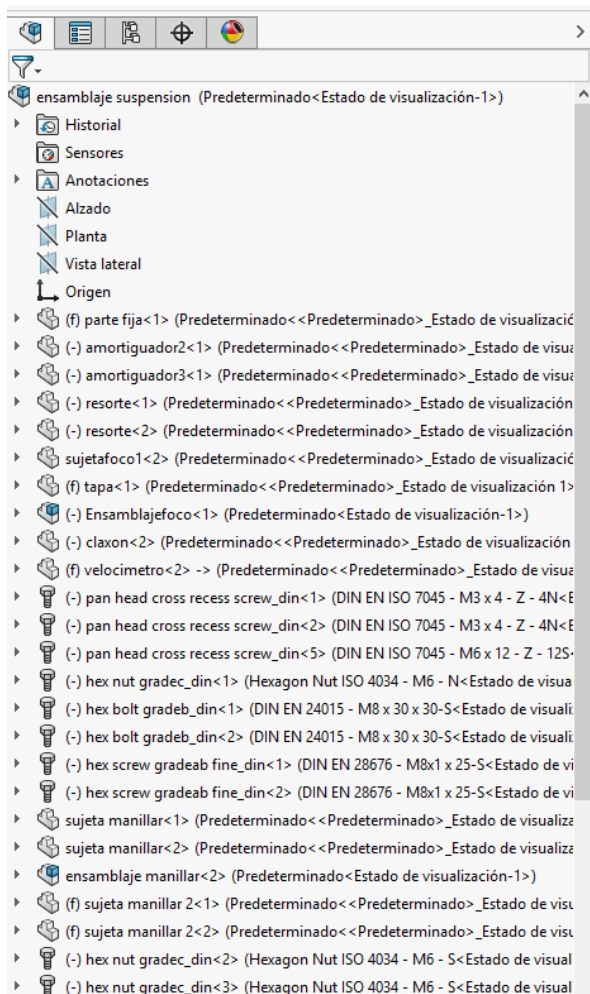 ensamblaje suspension (Predeterminado<Estado de visualización-1>)
Historial
Sensores
Anotaciones
Alzado
Planta
Vista lateral
Origen
(f) parte fija<1> (Predeterminado<<Predeterminado>_Estado de visualizació
(-) amortiguador2<1> (Predeterminado<<Predeterminado>_Estado de visua
(-) amortiguador3<1> (Predeterminado<<Predeterminado>_Estado de visua
(-) resorte<1> (Predeterminado<<Predeterminado>_Estado de visualización
(-) resorte<2> (Predeterminado<<Predeterminado>_Estado de visualización
sujetafoco1<2> (Predeterminado<<Predeterminado>_Estado de visualizació
(f) tapa<1> (Predeterminado<<Predeterminado>_Estado de visualización 1>
(-) Ensamblajefoco<1> (Predeterminado<Estado de visualización-1>)
(-) claxon<2> (Predeterminado<<Predeterminado>_Estado de visualización
(f) velocimetro<2> -> (Predeterminado<<Predeterminado>_Estado de visua
(-) pan head cross recess screw_din<1> (DIN EN ISO 7045 - M3 x 4 - Z - 4N<E
(-) pan head cross recess screw_din<2> (DIN EN ISO 7045 - M3 x 4 - Z - 4N<E
(-) pan head cross recess screw_din<5> (DIN EN ISO 7045 - M6 x 12 - Z - 12S<
(-) hex nut gradec_din<1> (Hexagon Nut ISO 4034 - M6 - N<Estado de visua
(-) hex bolt gradeb_din<1> (DIN EN 24015 - M8 x 30 x 30-S<Estado de visuali
(-) hex bolt gradeb_din<2> (DIN EN 24015 - M8 x 30 x 30-S<Estado de visuali
(-) hex screw gradeab fine_din<1> (DIN EN 28676 - M8x1 x 25-S<Estado de vi
(-) hex screw gradeab fine_din<2> (DIN EN 28676 - M8x1 x 25-S<Estado de vi
sujeta manillar<1> (Predeterminado<<Predeterminado>_Estado de visualiza
sujeta manillar<2> (Predeterminado<<Predeterminado>_Estado de visualiza
ensamblaje manillar<2> (Predeterminado<Estado de visualización-1>)
(f) sujeta manillar 2<1> (Predeterminado<<Predeterminado>_Estado de visu
(f) sujeta manillar 2<2> (Predeterminado<<Predeterminado>_Estado de visu
(-) hex nut gradec_din<2> (Hexagon Nut ISO 4034 - M6 - S<Estado de visual
(-) hex nut gradec_din<3> (Hexagon Nut ISO 4034 - M6 - S<Estado de visual